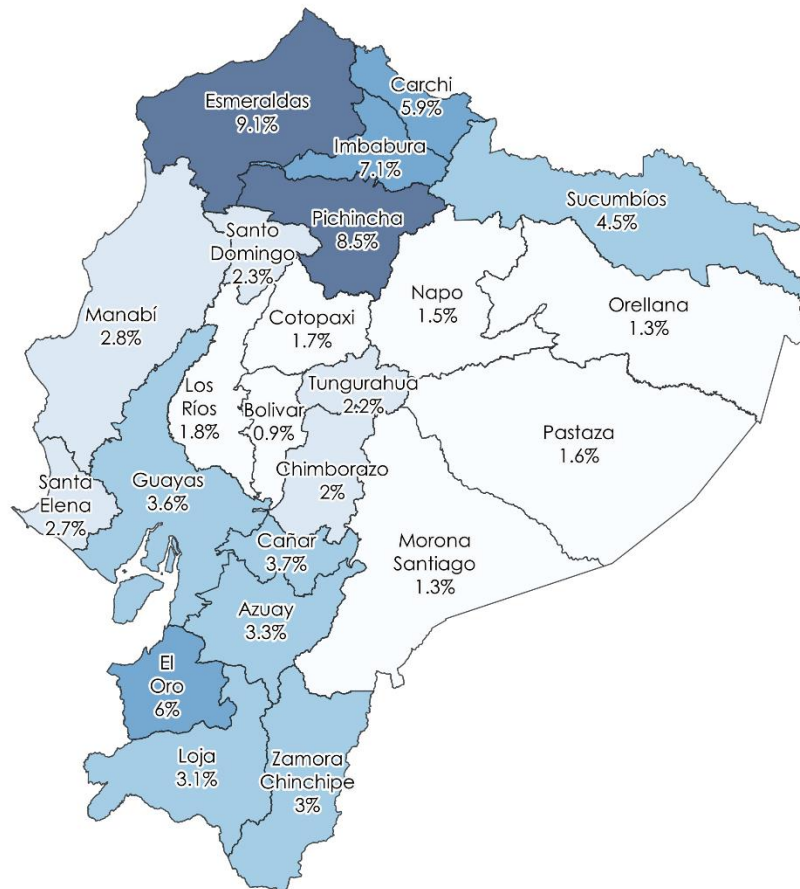 Carchi
5.9%
Esmeraldas
9.1%
Imbabura
7.1%
Sucumbíos
4.5%
Pichincha
8.5%
Santo
Domingo
2.3%
Napo
1.5%
Orellana
1.3%
Manabí
2.8%
Cotopaxi
1.7%
Los
Ríos
1.8%
Bolivar
0.9%
Tungurahua
2.2%
Pastaza
1.6%
Chimborazo
2%
Santa
Elena
2.7%
Guayas
3.6%
Cañar
3.7%
Morona
Santiago
1.3%
Azuay
3.3%
El
Oro
6%
Loja
3.1%
Zamora
Chinchipe
3%